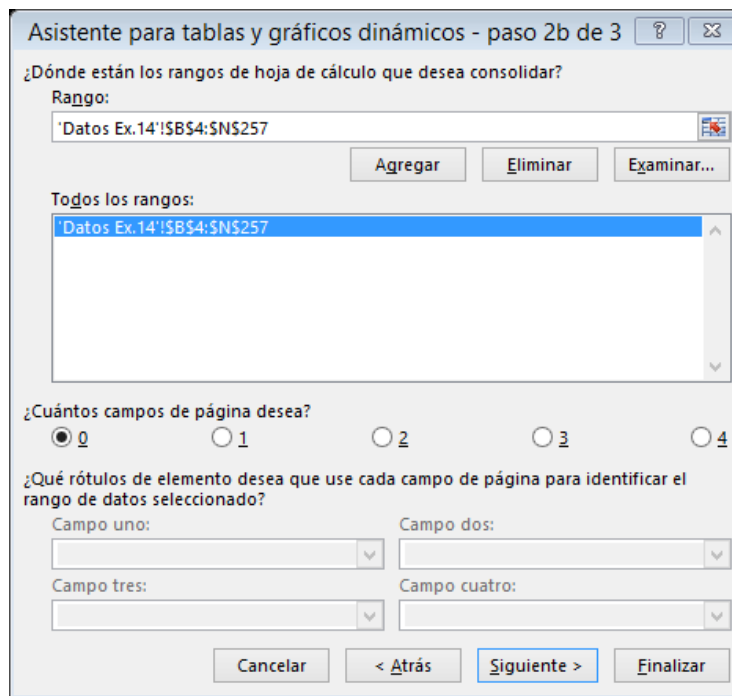 Asistente para tablas y gráficos dinámicos - paso 2b de 3 ?
¿Dónde están los rangos de hoja de cálculo que desea consolidar?
Rango:
'Datos Ex.14'!$B$4:$N$257
Agregar Eliminar Examinar...
Todos los rangos:
'Datos Ex.14'!$B$4:$N$257
¿Cuántos campos de página desea?
0 1 2 3 4
¿Qué rótulos de elemento desea que use cada campo de página para identificar el
rango de datos seleccionado?
Campo uno: Campo dos:
Campo tres: Campo cuatro:
Cancelar < Atrás Siguiente > Finalizar